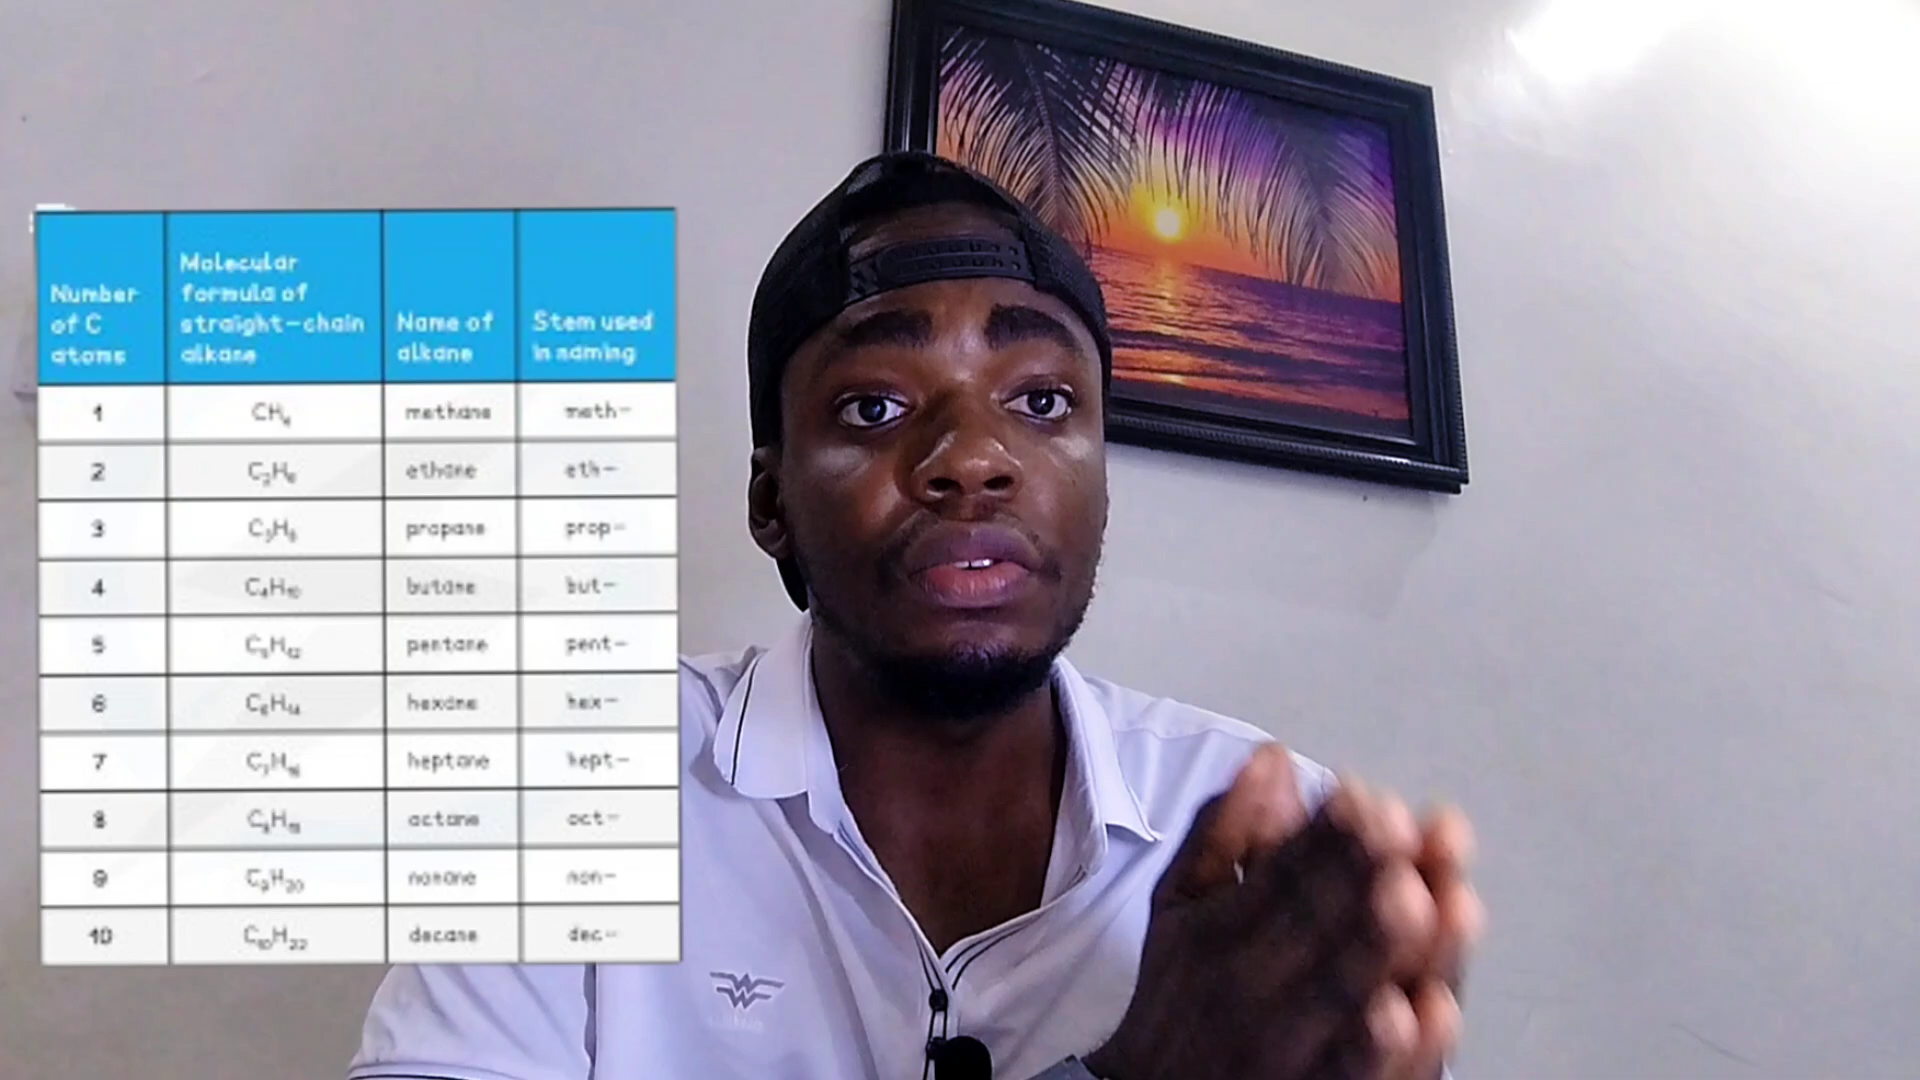 Number of C atoms
Molecular formula of straight-chain alkane
Name of alkane
Stem used in naming
1 CH₄ methane meth-
2 C₂H₆ ethane eth-
3 C₃H₈ propane prop-
4 C₄H₁₀ butane but-
5 C₅H₁₂ pentane pent-
6 C₆H₁₄ hexane hex-
7 C₇H₁₆ heptane hept-
8 C₈H₁₈ octane oct-
9 C₉H₂₀ nonane non-
10 C₁₀H₂₂ decane dec-